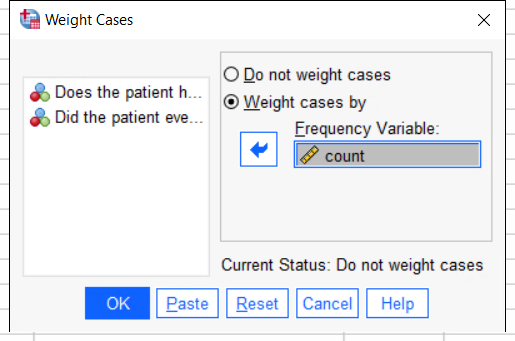 Weight Cases
Does the patient h...
Did the patient eve...
Do not weight cases
Weight cases by
Frequency Variable:
count
Current Status: Do not weight cases
OK Paste Reset Cancel Help